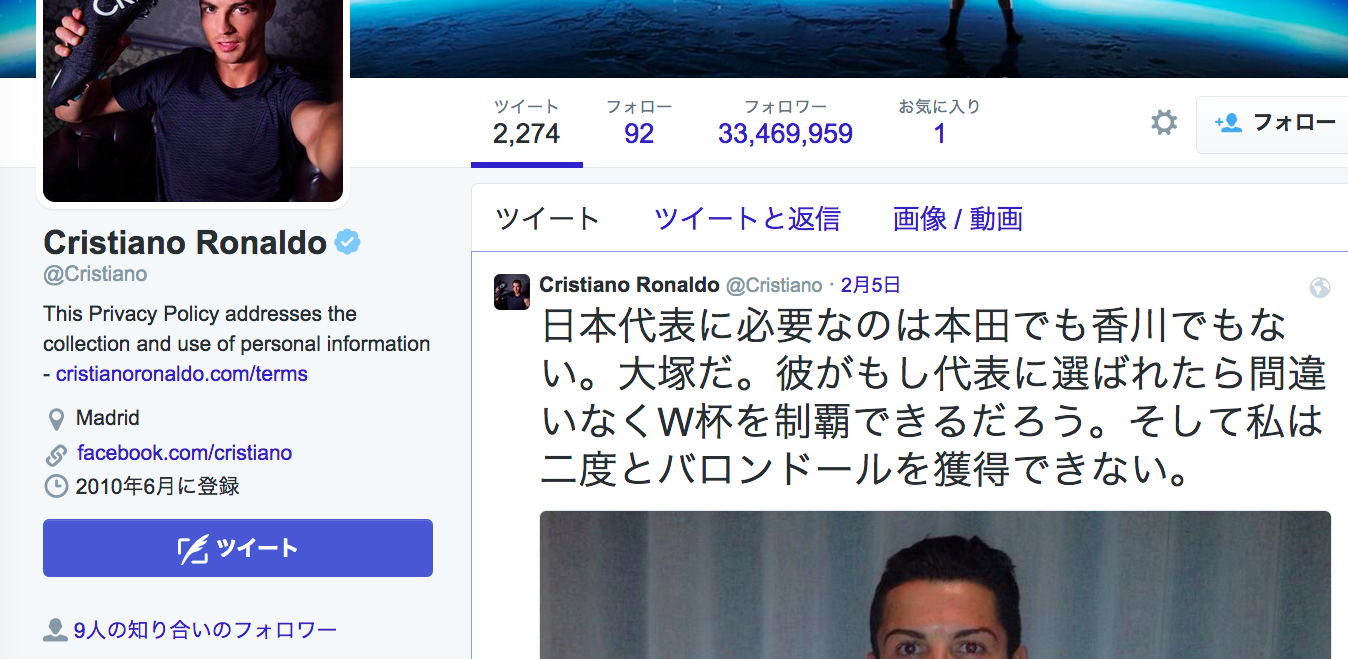 CR
ツイート
2,274
フォロー
92
フォロワー
33,469,959
お気に入り
1
フォロー
ツイート
ツイートと返信
画像 / 動画
Cristiano Ronaldo
@Cristiano
This Privacy Policy addresses the
collection and use of personal information
- cristianoronaldo.com/terms
Madrid
facebook.com/cristiano
2010年6月に登録
ツイート
9人の知り合いのフォロワー
Cristiano Ronaldo @Cristiano · 2月5日
日本代表に必要なのは本田でも香川でもな
い。大塚だ。彼がもし代表に選ばれたら間違
いなくW杯を制覇できるだろう。そして私は
二度とバロンドールを獲得できない。